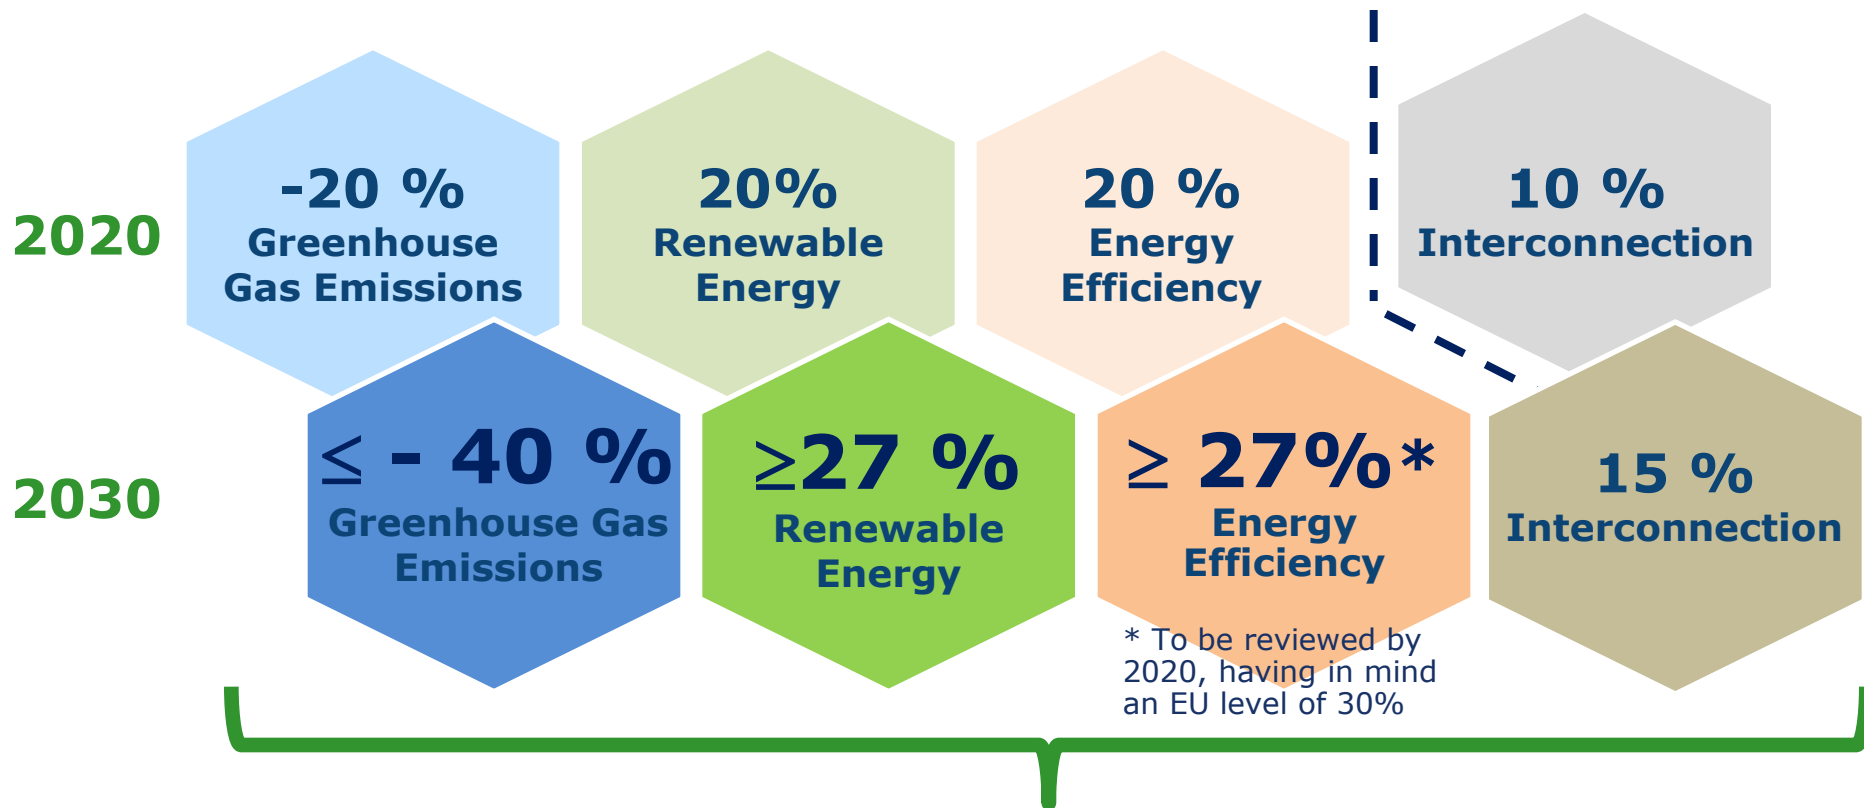 2020
-20 %
Greenhouse
Gas Emissions
20%
Renewable
Energy
20 %
Energy
Efficiency
10 %
Interconnection
2030
≤ - 40 %
Greenhouse Gas
Emissions
≥27 %
Renewable
Energy
≥ 27%*
Energy
Efficiency
* To be reviewed by
2020, having in mind
an EU level of 30%
15 %
Interconnection